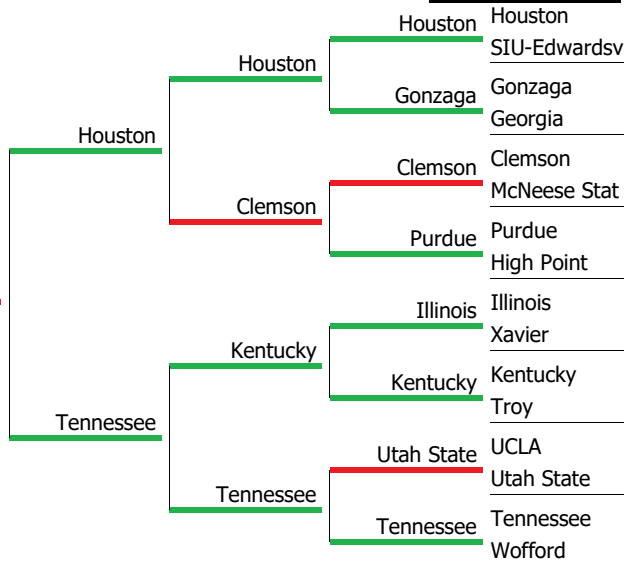 Houston
Houston
SIU-Edwardsv
Houston
Gonzaga
Gonzaga
Georgia
Houston
Clemson
Clemson
McNeese Stat
Clemson
Purdue
Purdue
High Point
Illinois
Illinois
Xavier
Kentucky
Kentucky
Kentucky
Troy
Tennessee
Utah State
UCLA
Utah State
Tennessee
Tennessee
Tennessee
Wofford